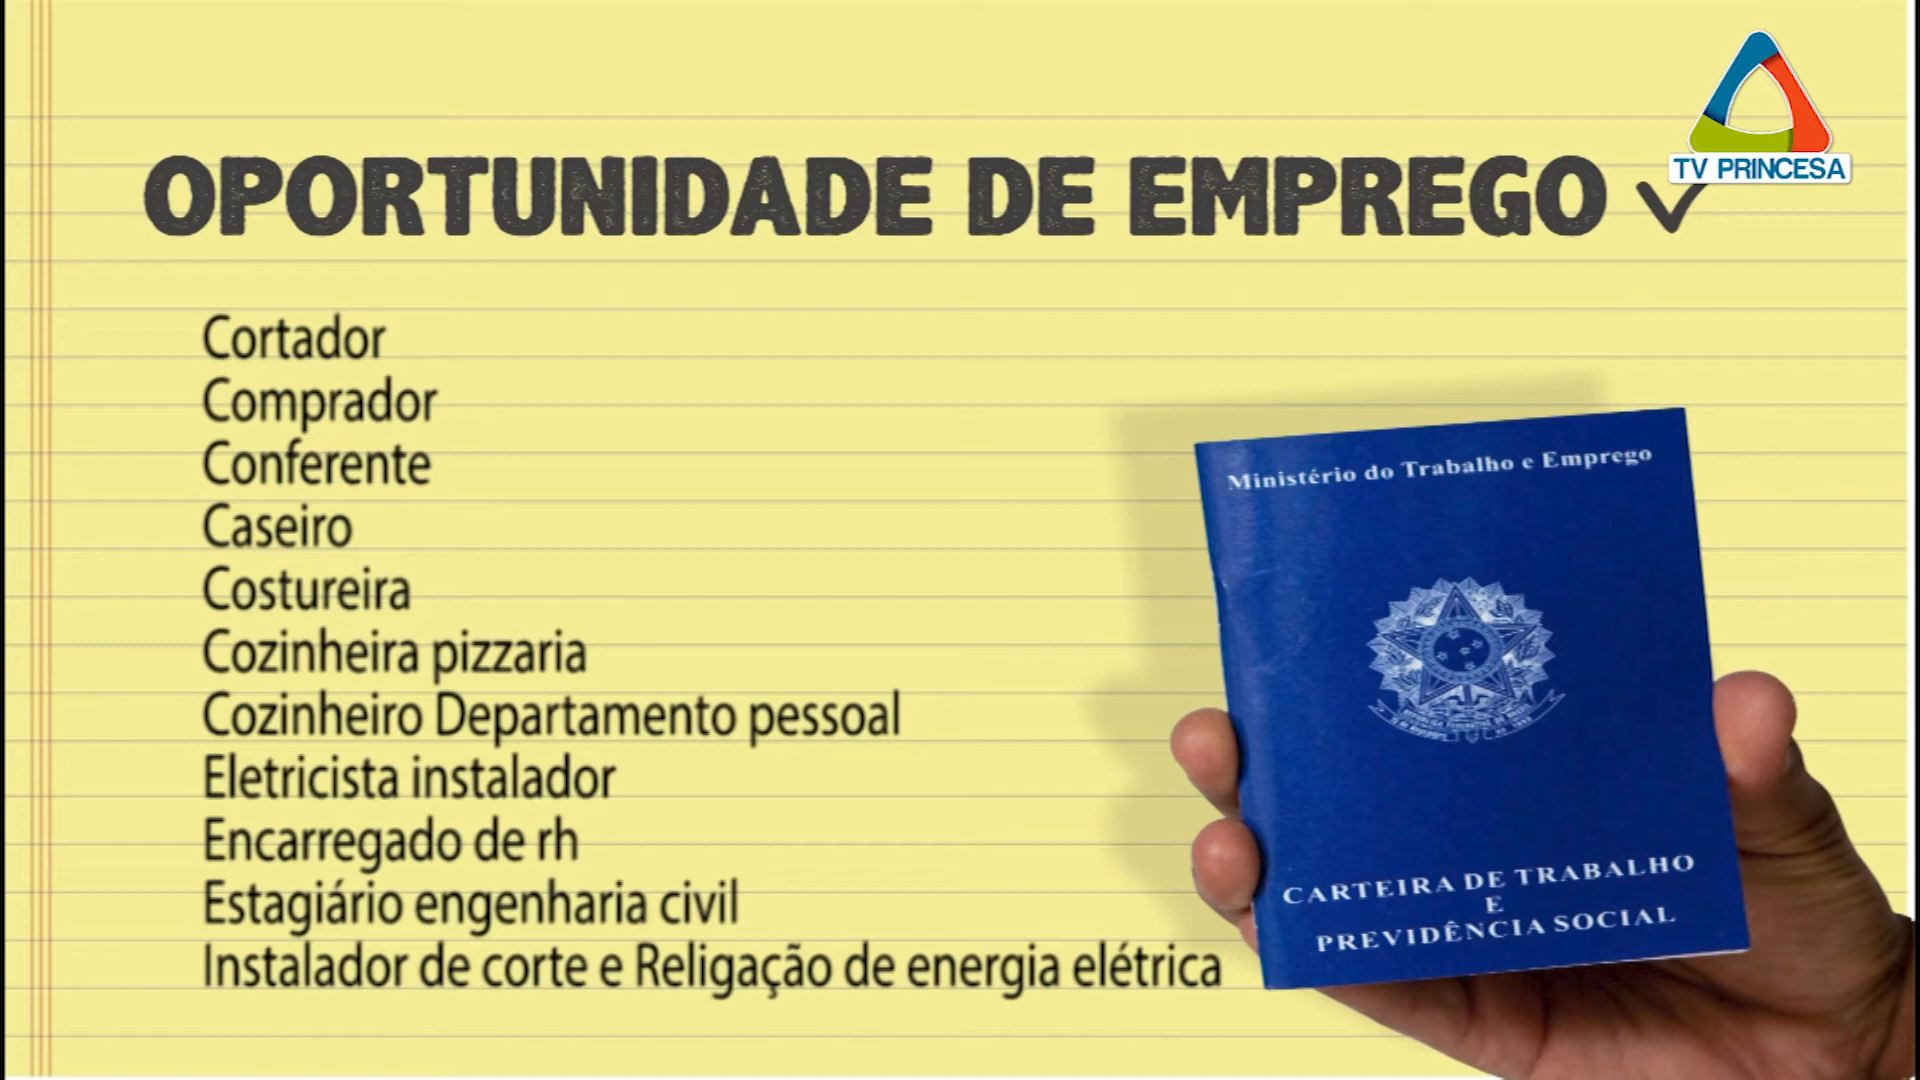 TV PRINCESA
OPORTUNIDADE DE EMPREGO
Cortador
Comprador
Conferente
Caseiro
Costureira
Cozinheira pizzaria
Cozinheiro Departamento pessoal
Eletricista instalador
Encarregado de rh
Estagiário engenharia civil
Instalador de corte e Religação de energia elétrica
Ministério do Trabalho e Emprego
CARTEIRA DE TRABALHO
E
PREVIDÊNCIA SOCIAL